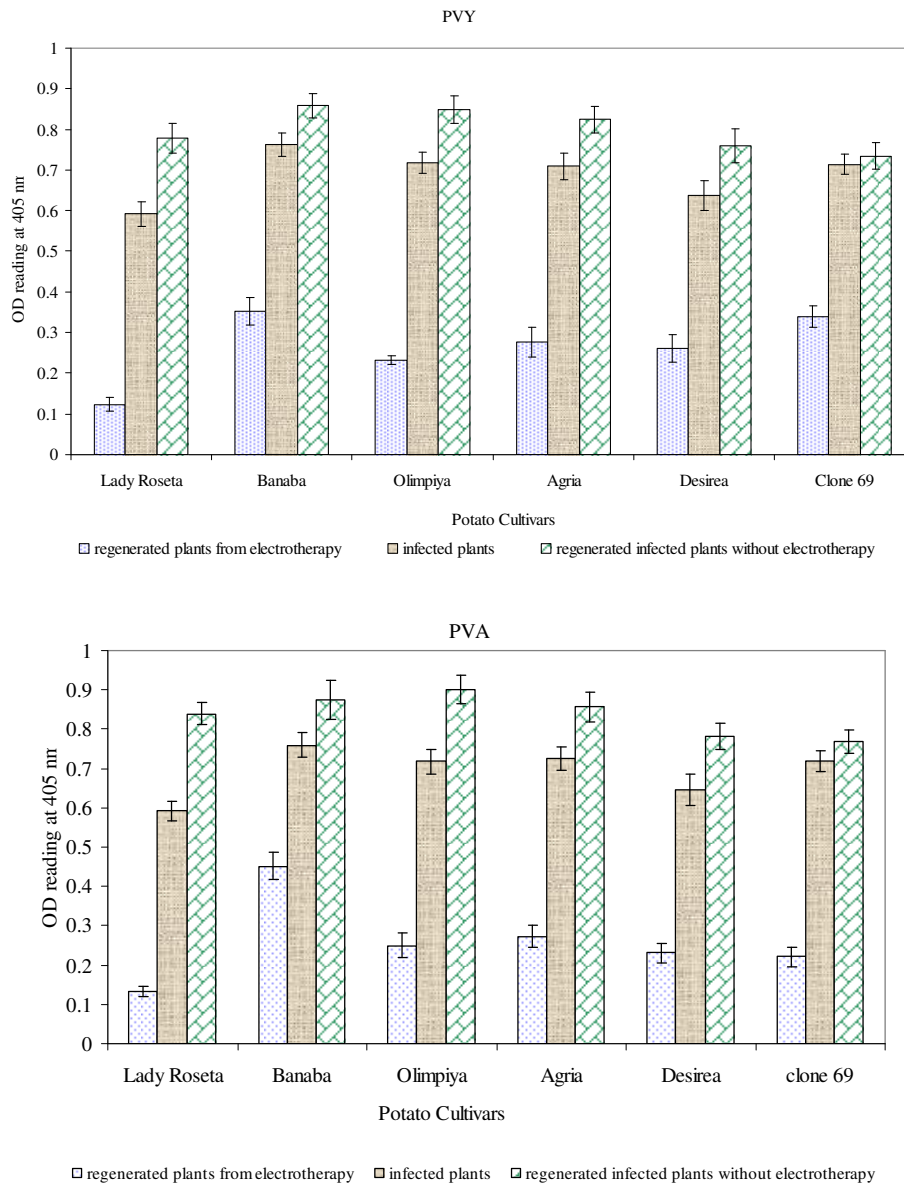 PVY
1
0.9
0.8
0.7
0.6
0.5
0.4
0.3
0.2
0.1
0
OD reading at 405 nm
Lady Roseta Banaba Olimpiya Agria Desirea Clone 69
Potato Cultivars
regenerated plants from electrotherapy infected plants regenerated infected plants without electrotherapy
PVA
1
0.9
0.8
0.7
0.6
0.5
0.4
0.3
0.2
0.1
0
OD reading at 405 nm
Lady Roseta Banaba Olimpiya Agria Desirea clone 69
Potato Cultivars
regenerated plants from electrotherapy infected plants regenerated infected plants without electrotherapy